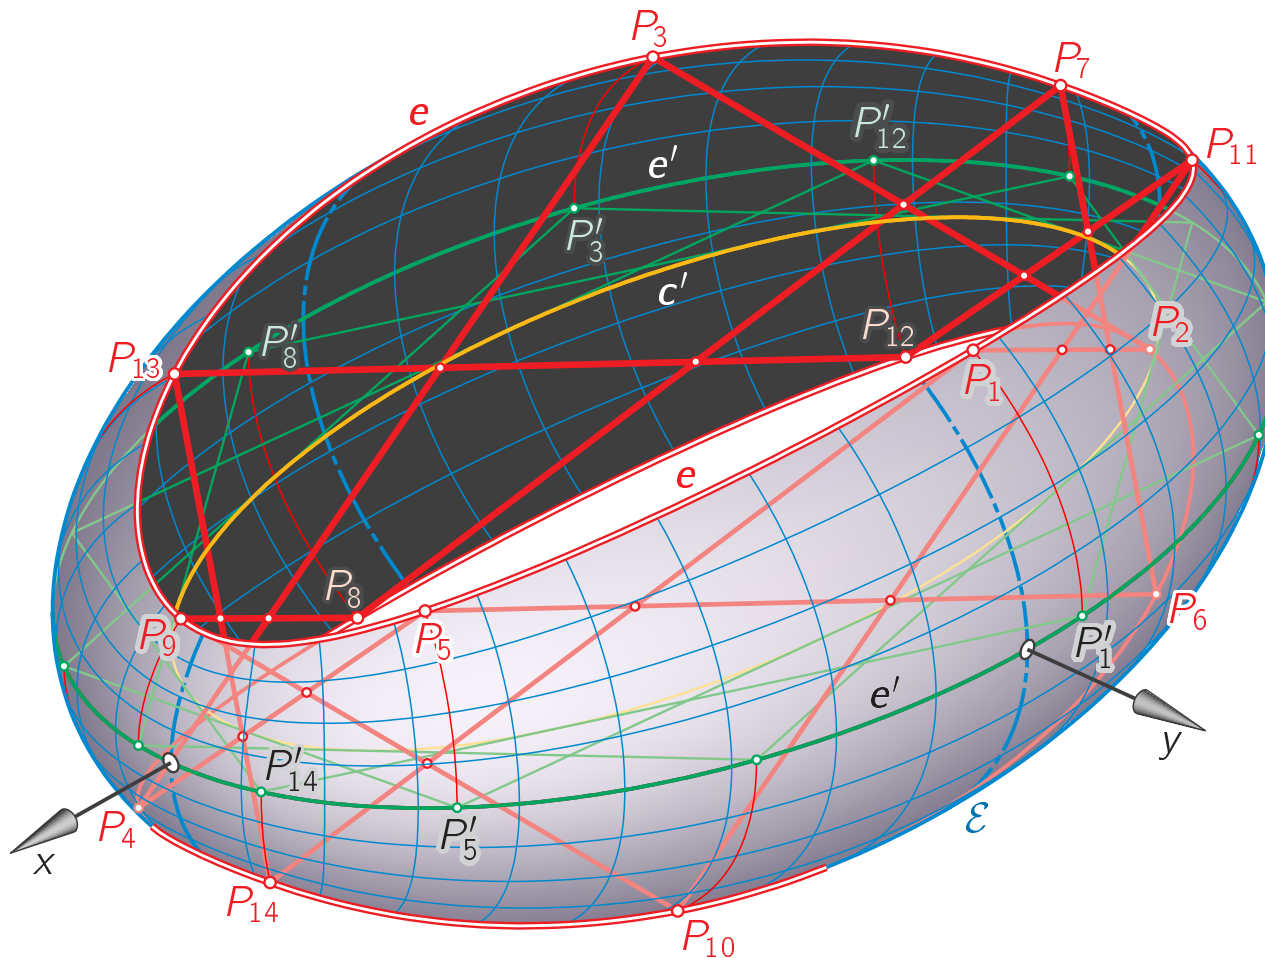 P₃
P₇
e
P′₁₂
P₁₁
e′
P′₃
c′
P₁₂
P₂
P′₈
P₁₃
P₁
e
P₈
P₉
P₅
P₆
P′₁
e′
y
P′₁₄
P₄
P′₅
ℰ
x
P₁₄
P₁₀